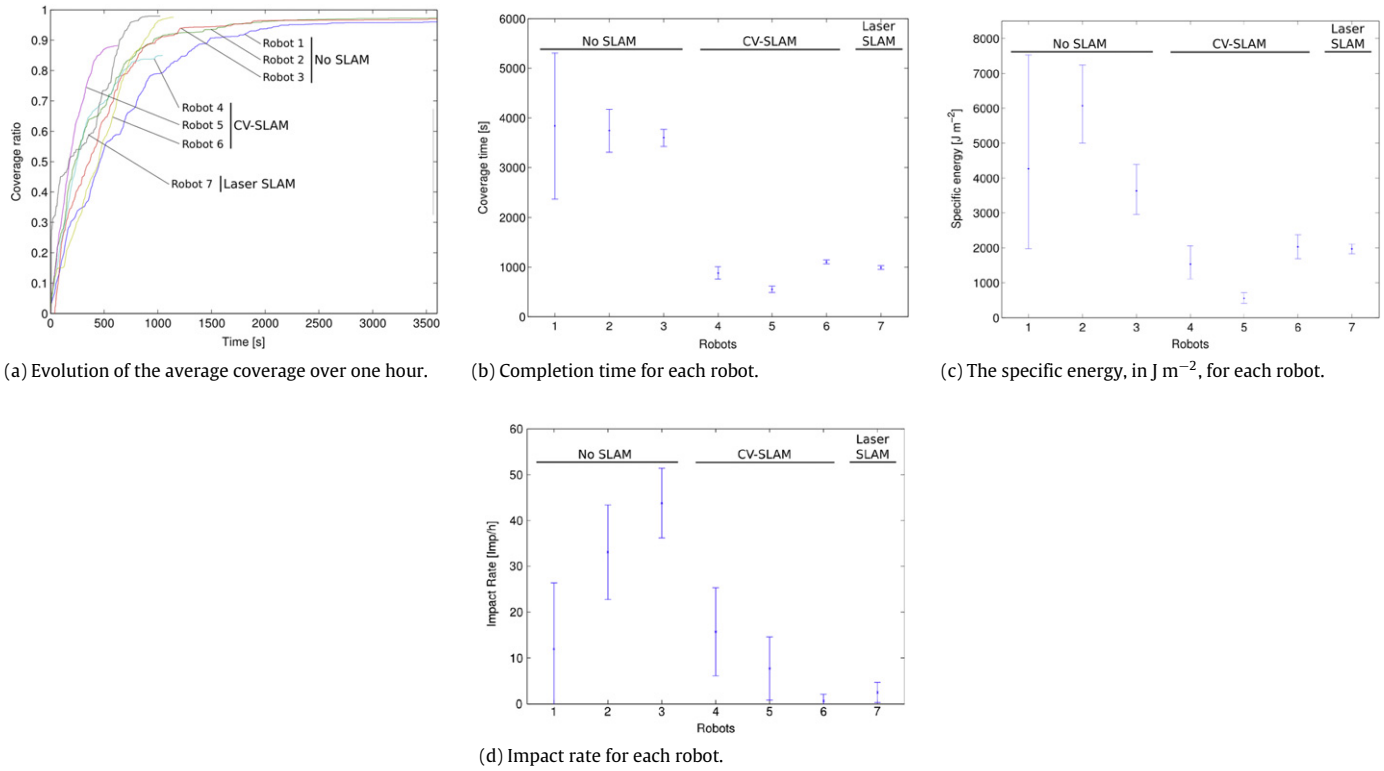 1
0.9
0.8
0.7
0.6
0.5
0.4
0.3
0.2
0.1
0
Coverage ratio
0 500 1000 1500 2000 2500 3000 3500
Time [s]
Robot 1
Robot 2
Robot 3
No SLAM
Robot 4
Robot 5
Robot 6
CV-SLAM
Robot 7 Laser SLAM
(a) Evolution of the average coverage over one hour.
6000
5000
4000
3000
2000
1000
0
Coverage time [s]
No SLAM CV-SLAM Laser
SLAM
1 2 3 4 5 6 7
Robots
(b) Completion time for each robot.
8000
7000
6000
5000
4000
3000
2000
1000
0
Specific energy [J m⁻²]
No SLAM CV-SLAM Laser
SLAM
1 2 3 4 5 6 7
Robots
(c) The specific energy, in J m⁻², for each robot.
60
50
40
30
20
10
0
Impact Rate [Imp/h]
No SLAM CV-SLAM Laser
SLAM
1 2 3 4 5 6 7
Robots
(d) Impact rate for each robot.